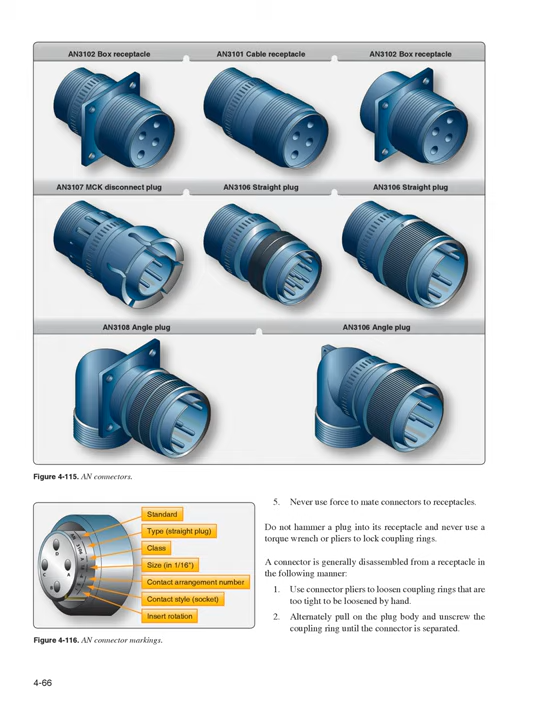 AN3102 Box receptacle
AN3101 Cable receptacle
AN3102 Box receptacle
AN3107 MCK disconnect plug
AN3106 Straight plug
AN3106 Straight plug
AN3108 Angle plug
AN3106 Angle plug
Figure 4-115. AN connectors.
Standard
Type (straight plug)
Class
Size (in 1/16")
Contact arrangement number
Contact style (socket)
Insert rotation
D
C
A
B
AN
3106
A
Figure 4-116. AN connector markings.
5. Never use force to mate connectors to receptacles.
Do not hammer a plug into its receptacle and never use a
torque wrench or pliers to lock coupling rings.
A connector is generally disassembled from a receptacle in
the following manner:
1. Use connector pliers to loosen coupling rings that are
too tight to be loosened by hand.
2. Alternately pull on the plug body and unscrew the
coupling ring until the connector is separated.
4-66